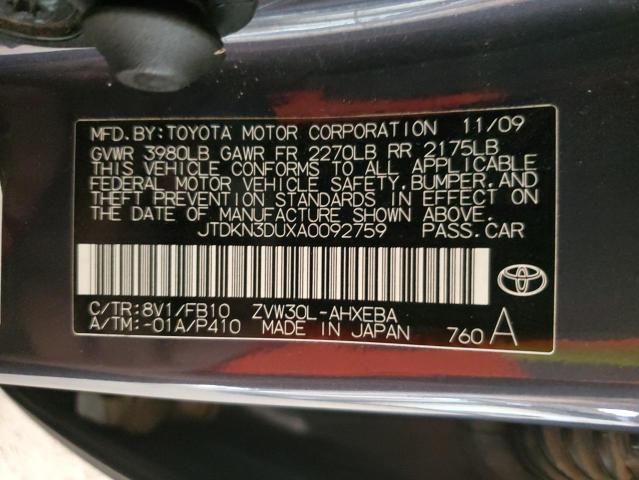 MFD.BY:TOYOTA MOTOR CORPORATION 11/09
GVWR 3980LB GAWR FR 2270LB RR 2175LB
THIS VEHICLE CONFORMS TO ALL APPLICABLE
FEDERAL MOTOR VEHICLE SAFETY,BUMPER,AND
THEFT PREVENTION STANDARDS IN EFFECT ON
THE DATE OF MANUFACTURE SHOWN ABOVE.
JTDKN3DUXA0092759 PASS.CAR
C/TR:8V1/FB10 ZVW30L-AHXEBA
A/TM:-01A/P410 MADE IN JAPAN 760 A